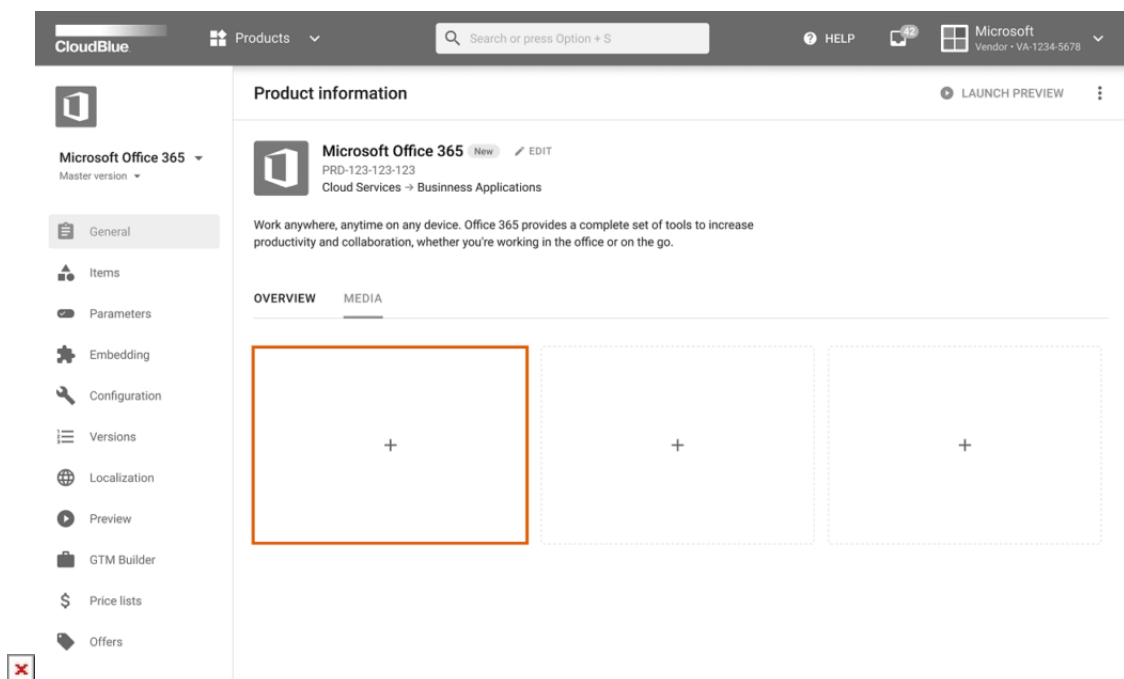 CloudBlue
Products
Search or press Option + S
HELP
42
Microsoft
Vendor • VA-1234-5678
Product information
LAUNCH PREVIEW
Microsoft Office 365
Master version
Microsoft Office 365 New EDIT
PRD-123-123-123
Cloud Services → Businness Applications
Work anywhere, anytime on any device. Office 365 provides a complete set of tools to increase
productivity and collaboration, whether you're working in the office or on the go.
General
Items
Parameters
Embedding
Configuration
Versions
Localization
Preview
GTM Builder
Price lists
Offers
OVERVIEW MEDIA
+ + +